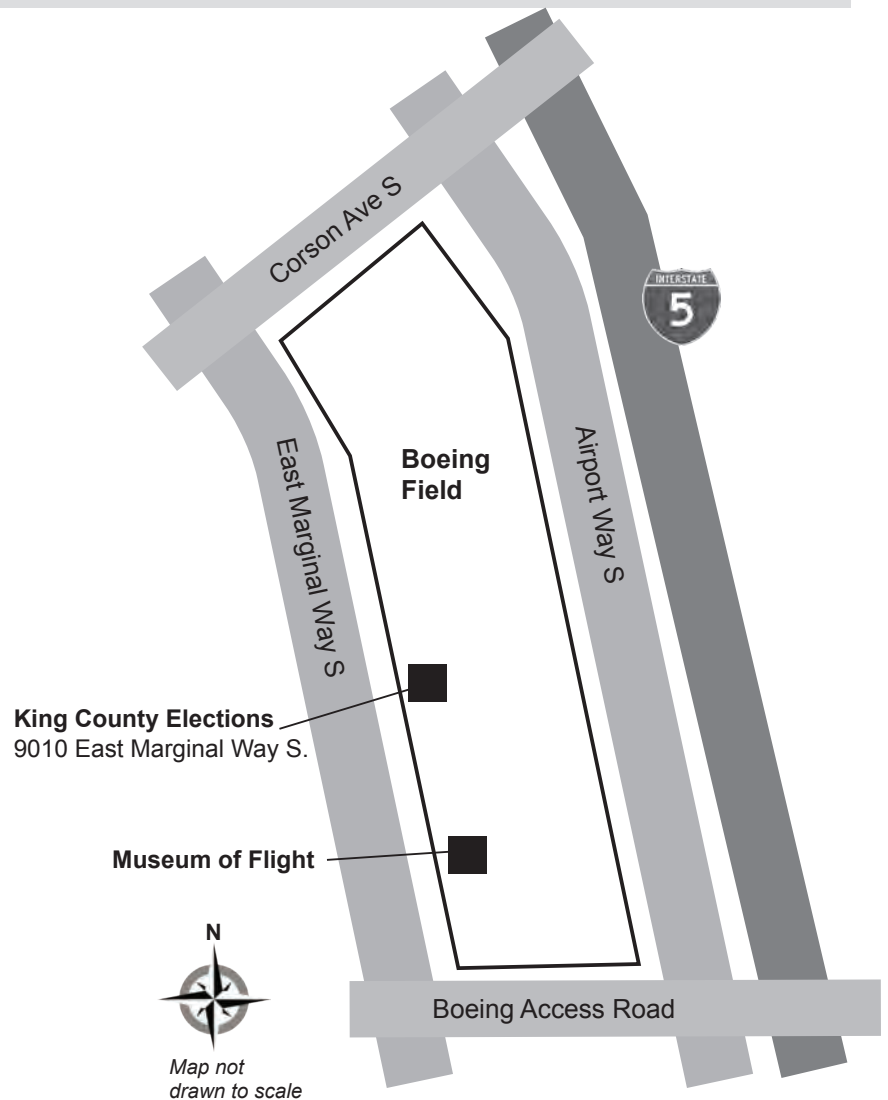 Corson Ave S
INTERSTATE
5
Boeing
Field
Airport Way S
East Marginal Way S
King County Elections
9010 East Marginal Way S.
Museum of Flight
N
Boeing Access Road
Map not
drawn to scale